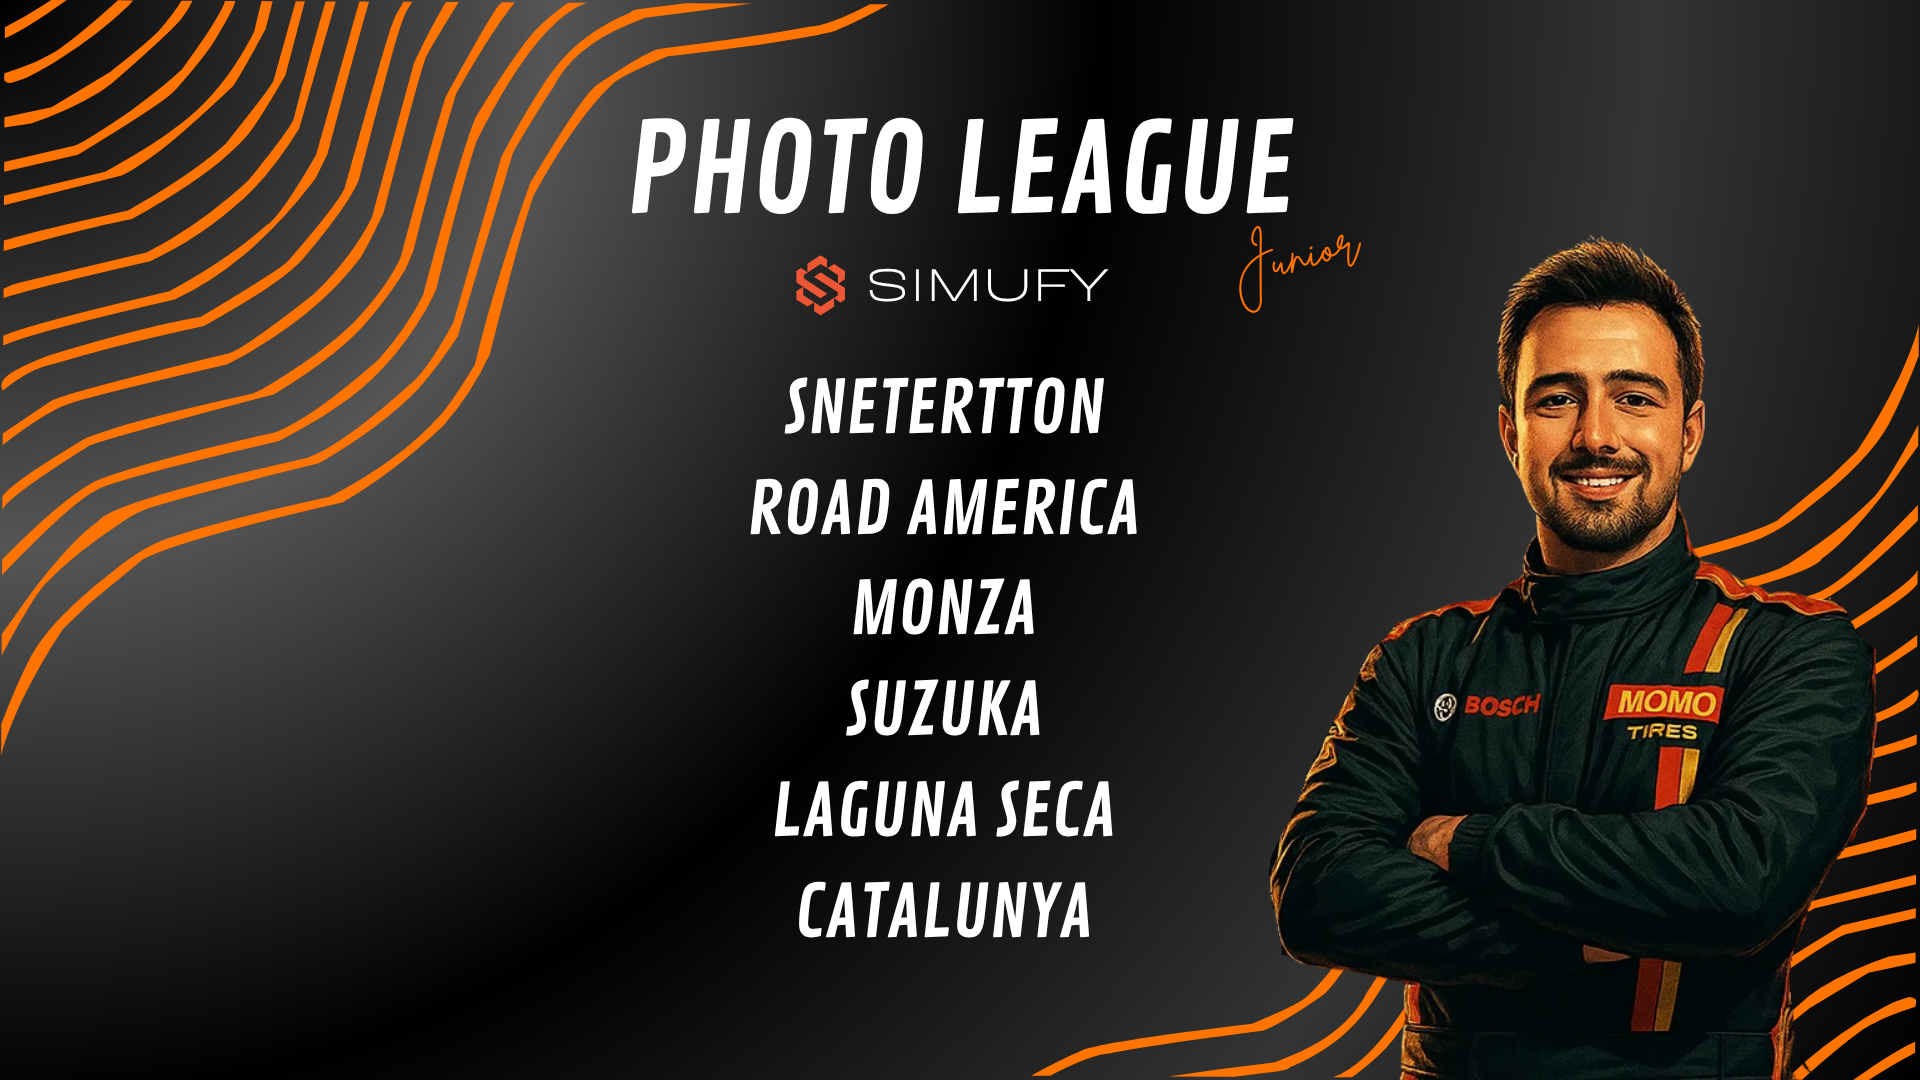 PHOTO LEAGUE
Junior
SIMUFY
SNETERTTON
ROAD AMERICA
MONZA
SUZUKA
LAGUNA SECA
CATALUNYA
BOSCH
MOMO
TIRES